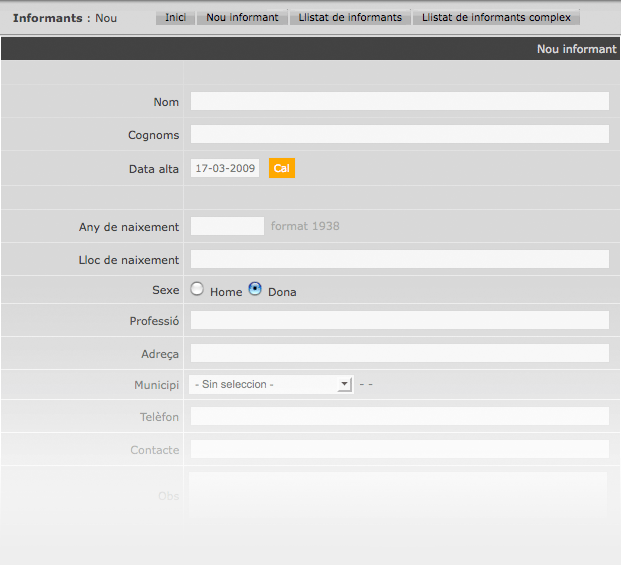 Informants : Nou Inici Nou informant Llistat de informants Llistat de informants complex
Nou informant
Nom
Cognoms
Data alta 17-03-2009 Cal
Any de naixement format 1938
Lloc de naixement
Sexe Home Dona
Professió
Adreça
Municipi - Sin seleccion - - -
Telèfon
Contacte
Obs